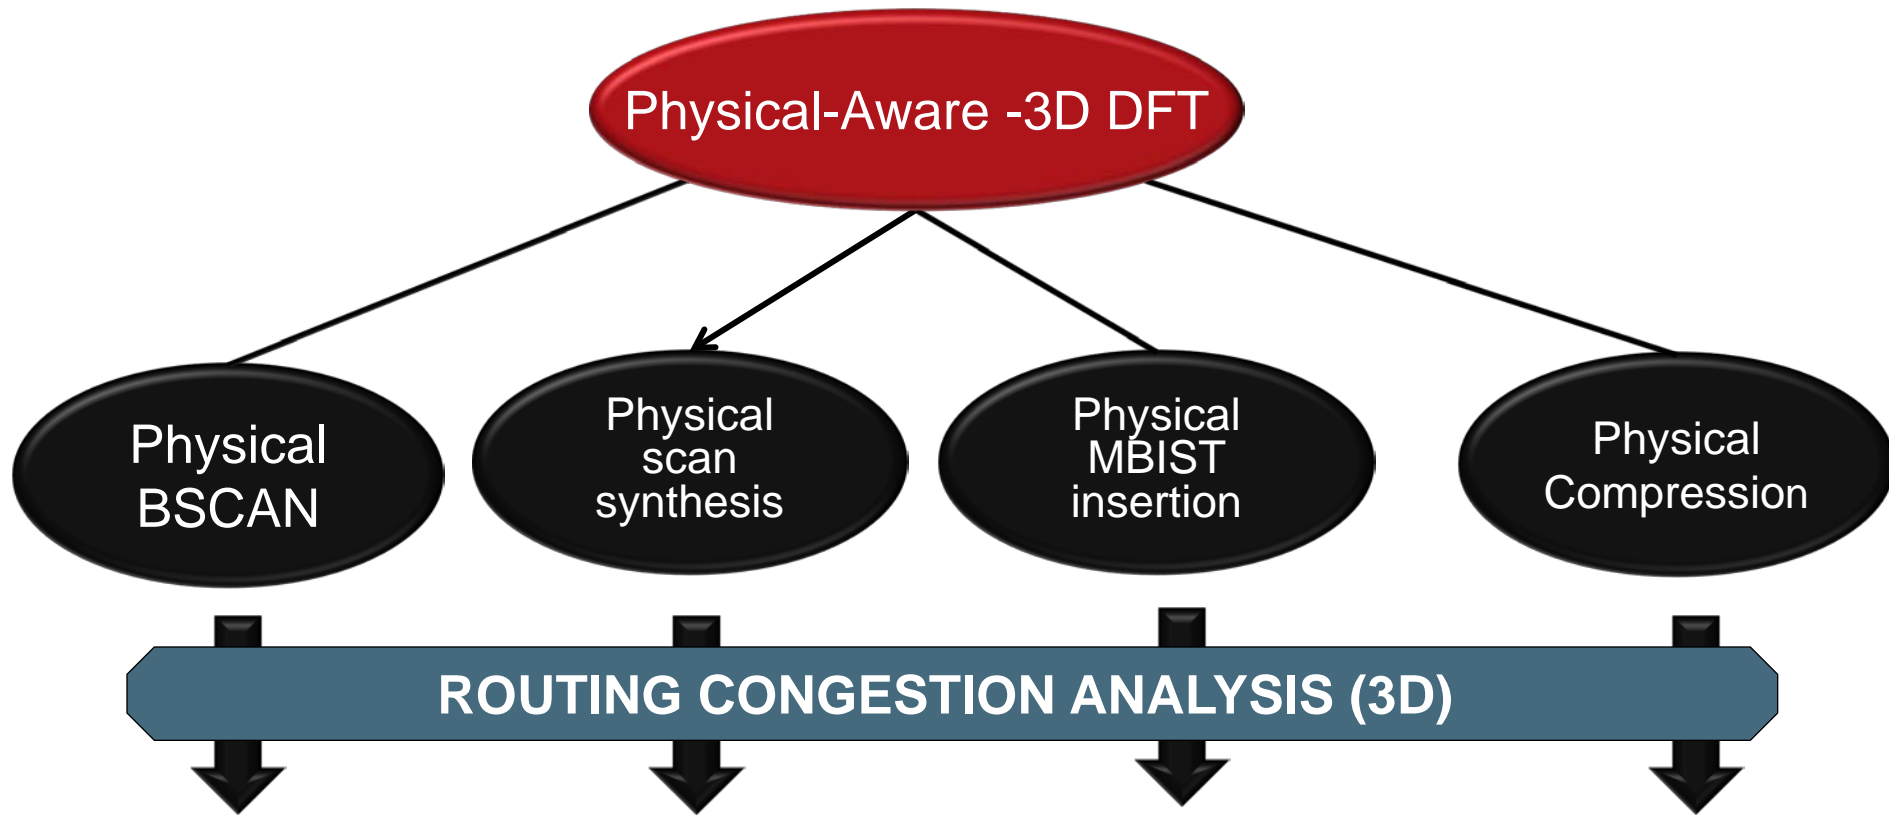 Physical-Aware -3D DFT
Physical
BSCAN
Physical
scan
synthesis
Physical
MBIST
insertion
Physical
Compression
ROUTING CONGESTION ANALYSIS (3D)